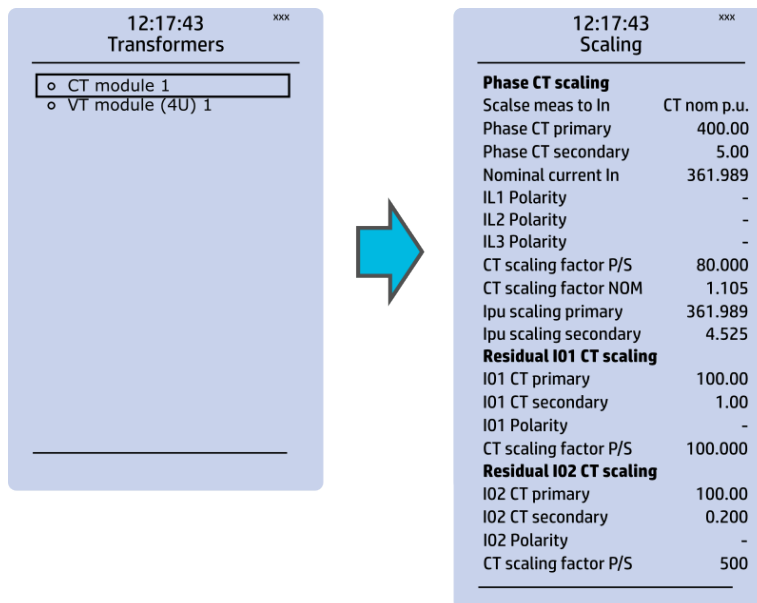 12:17:43 xxx
Transformers
CT module 1
VT module (4U) 1
12:17:43 xxx
Scaling
Phase CT scaling
Scalse meas to In CT nom p.u.
Phase CT primary 400.00
Phase CT secondary 5.00
Nominal current In 361.989
IL1 Polarity -
IL2 Polarity -
IL3 Polarity -
CT scaling factor P/S 80.000
CT scaling factor NOM 1.105
Ipu scaling primary 361.989
Ipu scaling secondary 4.525
Residual I01 CT scaling
I01 CT primary 100.00
I01 CT secondary 1.00
I01 Polarity -
CT scaling factor P/S 100.000
Residual I02 CT scaling
I02 CT primary 100.00
I02 CT secondary 0.200
I02 Polarity -
CT scaling factor P/S 500